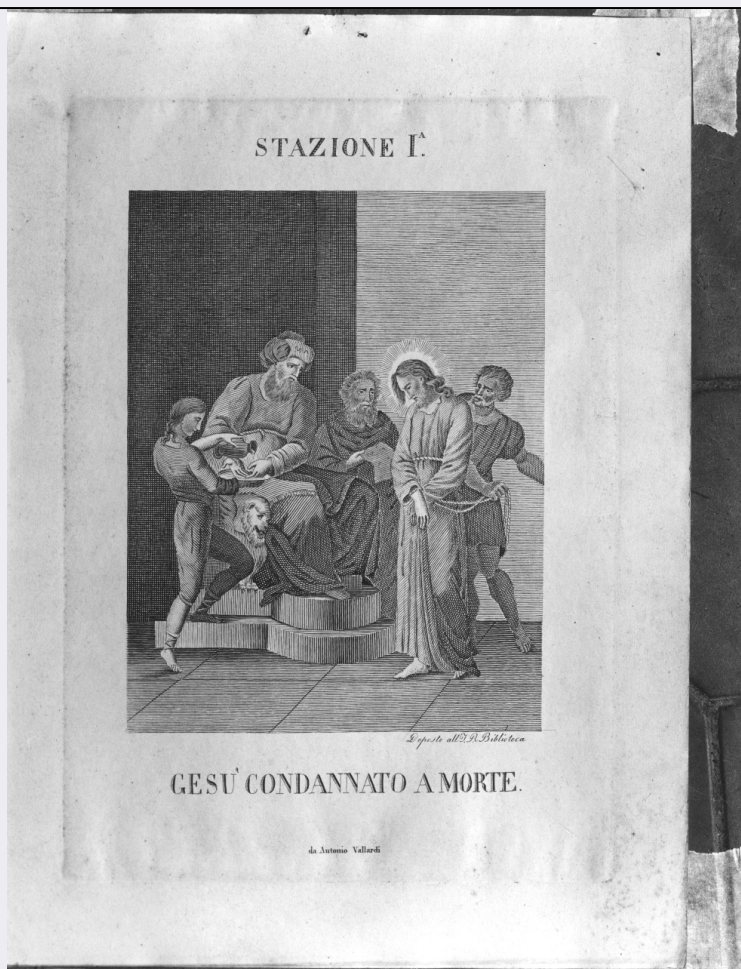 STAZIONE I.ᴬ
Deposto all'I. R. Biblioteca
GESU' CONDANNATO A MORTE.
da Antonio Vallardi